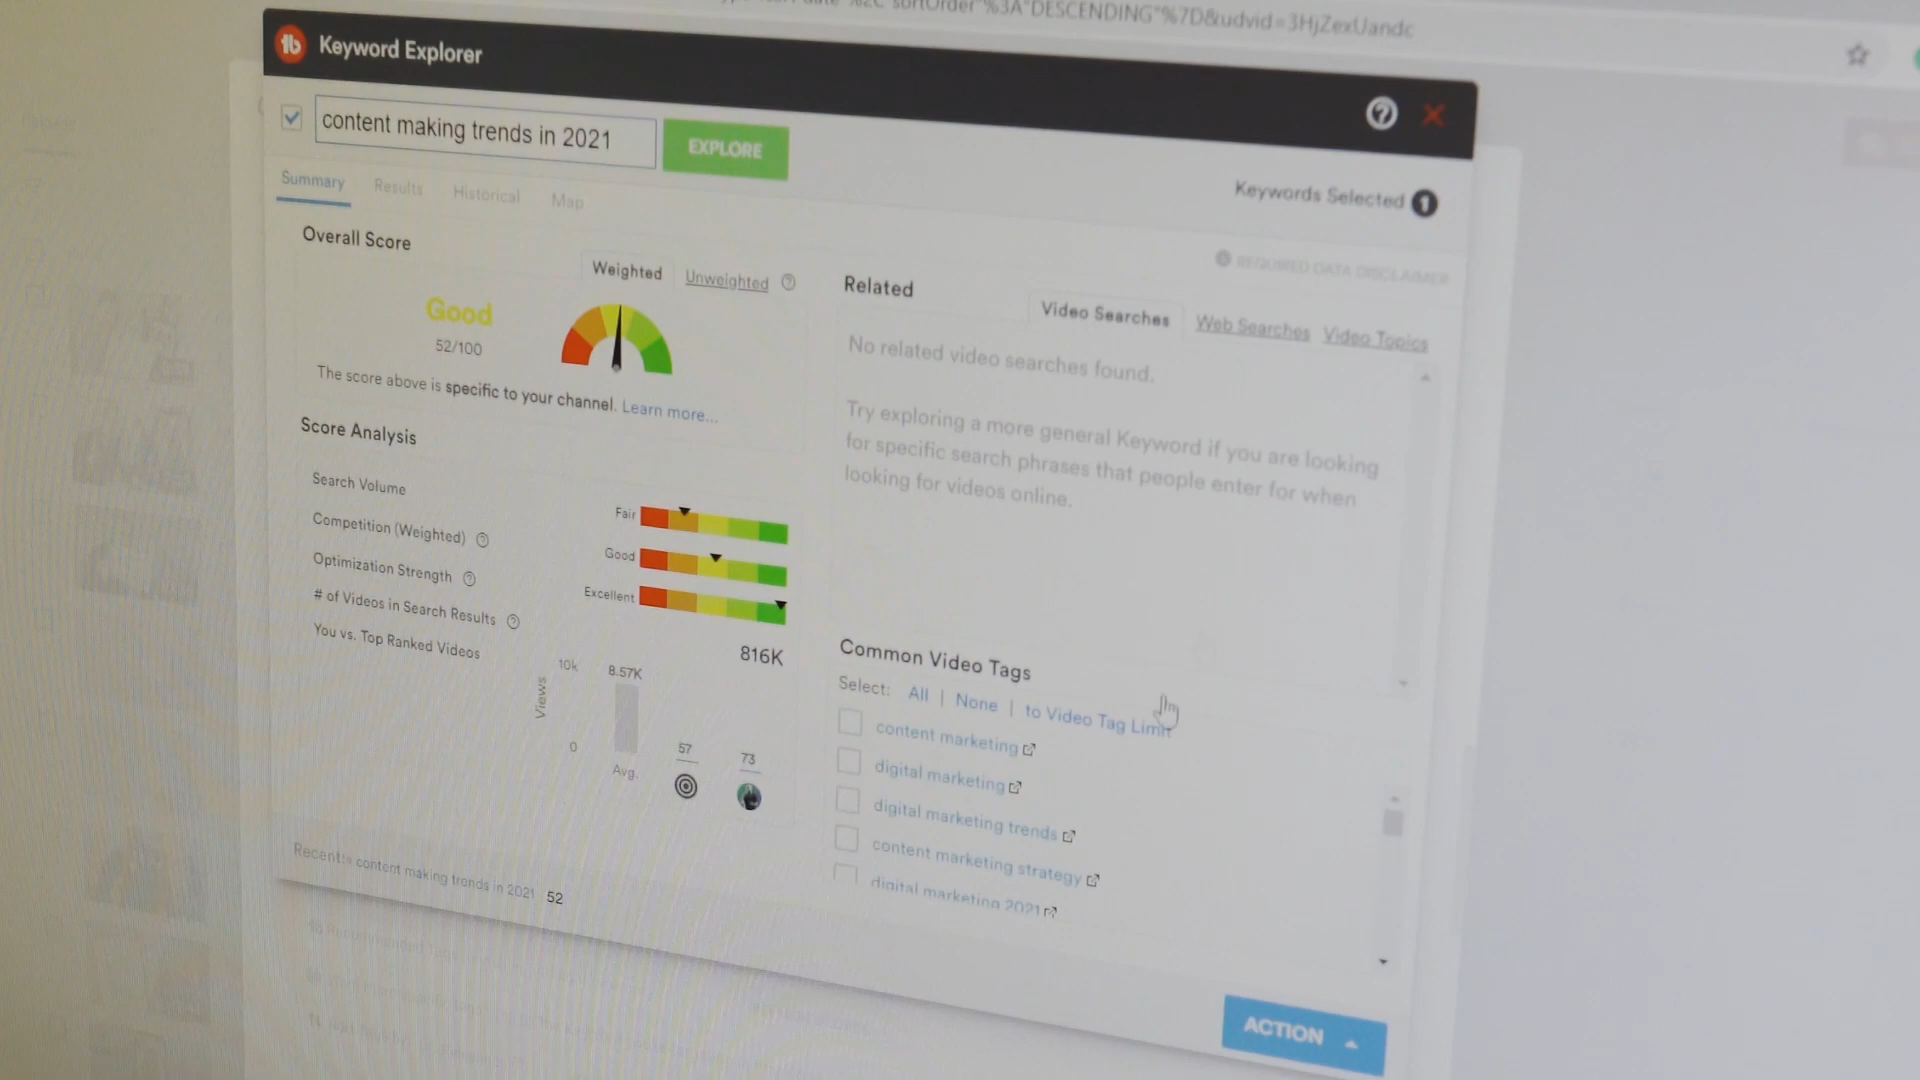 DESCENDING"%7D&udvid=3HjZexUandc
tb Keyword Explorer
content making trends in 2021
EXPLORE
Keywords Selected 1
Summary Results Historical Map
REQUIRED DATA DISCLAIMER
Overall Score
Weighted Unweighted
Good
52/100
The score above is specific to your channel. Learn more...
Score Analysis
Search Volume
Fair
Competition (Weighted)
Good
Optimization Strength
Excellent
# of Videos in Search Results
816K
You vs. Top Ranked Videos
Views
10k
0
8.57K
Avg.
57
73
Related
Video Searches Web Searches Video Topics
No related video searches found.
Try exploring a more general Keyword if you are looking
for specific search phrases that people enter for when
looking for videos online.
Common Video Tags
Select: All | None | to Video Tag Limit
content marketing
digital marketing
digital marketing trends
content marketing strategy
digital marketing 2021
Recent: content making trends in 2021 52
ACTION